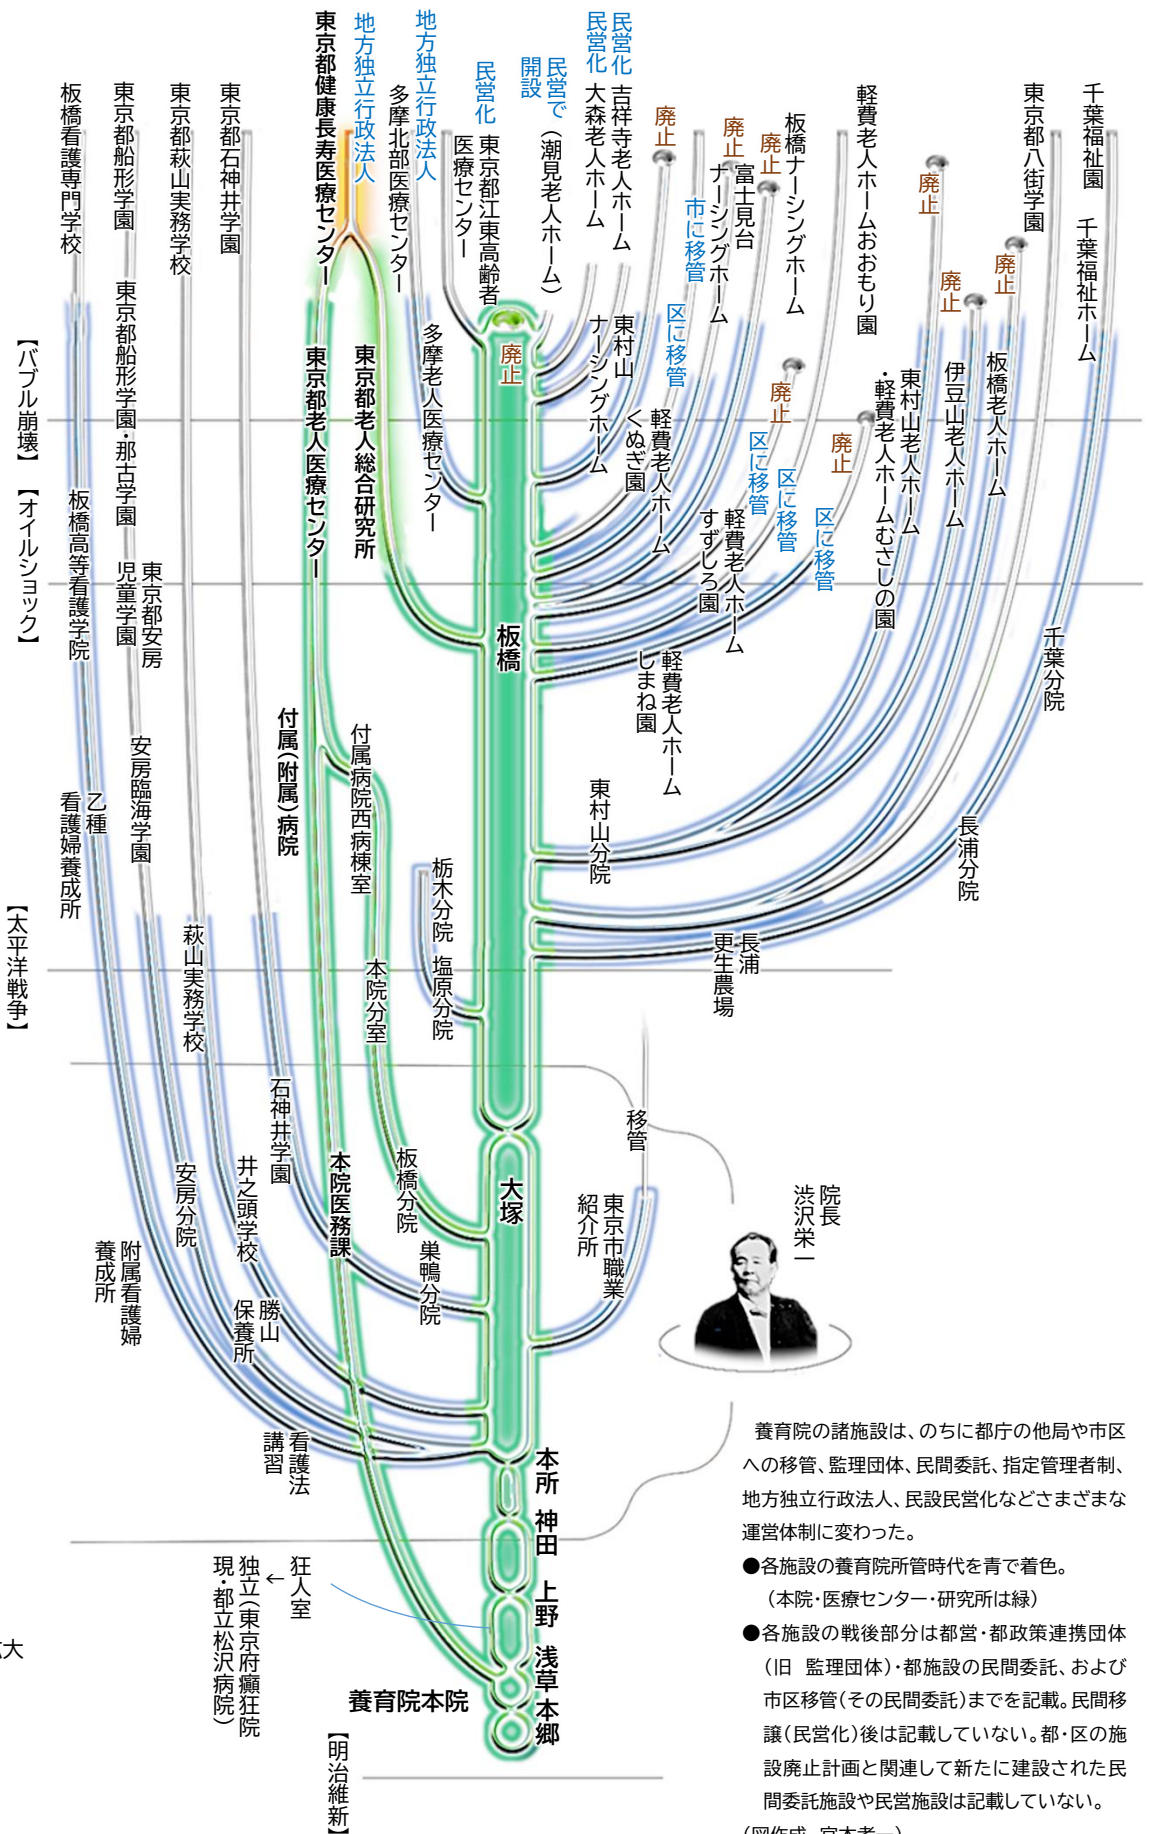 板橋看護専門学校
東京都船形学園
東京都萩山実務学校
東京都石神井学園
東京都健康長寿医療センター
地方独立行政法人
多摩北部医療センター
地方独立行政法人
東京都江東高齢者
医療センター
民営化
民営で
開設
(潮見老人ホーム)
民営化
大森老人ホーム
民営化
吉祥寺老人ホーム
廃止
市に移管
廃止
富士見台
ナーシングホーム
廃止
板橋ナーシングホーム
軽費老人ホームおおもり園
廃止
廃止
廃止
東京都八街学園
千葉福祉園
千葉福祉ホーム
東京都船形学園・那古学園
【バブル崩壊】
東京都老人医療センター
東京都老人総合研究所
多摩老人医療センター
廃止
東村山
ナーシングホーム
区に移管
軽費老人ホーム
くぬぎ園
廃止
区に移管
区に移管
廃止
区に移管
東村山老人ホーム
・軽費老人ホームむさしの園
伊豆山老人ホーム
板橋老人ホーム
【オイルショック】
板橋高等看護学院
東京都安房
児童学園
板橋
軽費老人ホーム
すずしろ園
軽費老人ホーム
しまね園
千葉分院
付属(附属)病院
付属病院西病棟室
安房臨海学園
乙種
看護婦養成所
東村山分院
長浦分院
栃木分院
塩原分院
【太平洋戦争】
萩山実務学校
本院分室
長浦
更生農場
石神井学園
移管
本院医務課
板橋分院
大塚
安房分院
井之頭学校
東京市職業
紹介所
院長
渋沢栄一
附属看護婦
養成所
巣鴨分院
勝山
保養所
看護法
講習
本所
神田
上野
浅草
本郷
狂人室
↓
独立(東京府癲狂院
現・都立松沢病院)
養育院本院
【明治維新】
大
養育院の諸施設は、のちに都庁の他局や市区
への移管、監理団体、民間委託、指定管理者制、
地方独立行政法人、民設民営化などさまざまな
運営体制に変わった。
●各施設の養育院所管時代を青で着色。
(本院・医療センター・研究所は緑)
●各施設の戦後部分は都営・都政策連携団体
(旧 監理団体)・都施設の民間委託、および
市区移管(その民間委託)までを記載。民間移
譲(民営化)後は記載していない。都・区の施
設廃止計画と関連して新たに建設された民
間委託施設や民営施設は記載していない。
(図作成 宮本孝一)